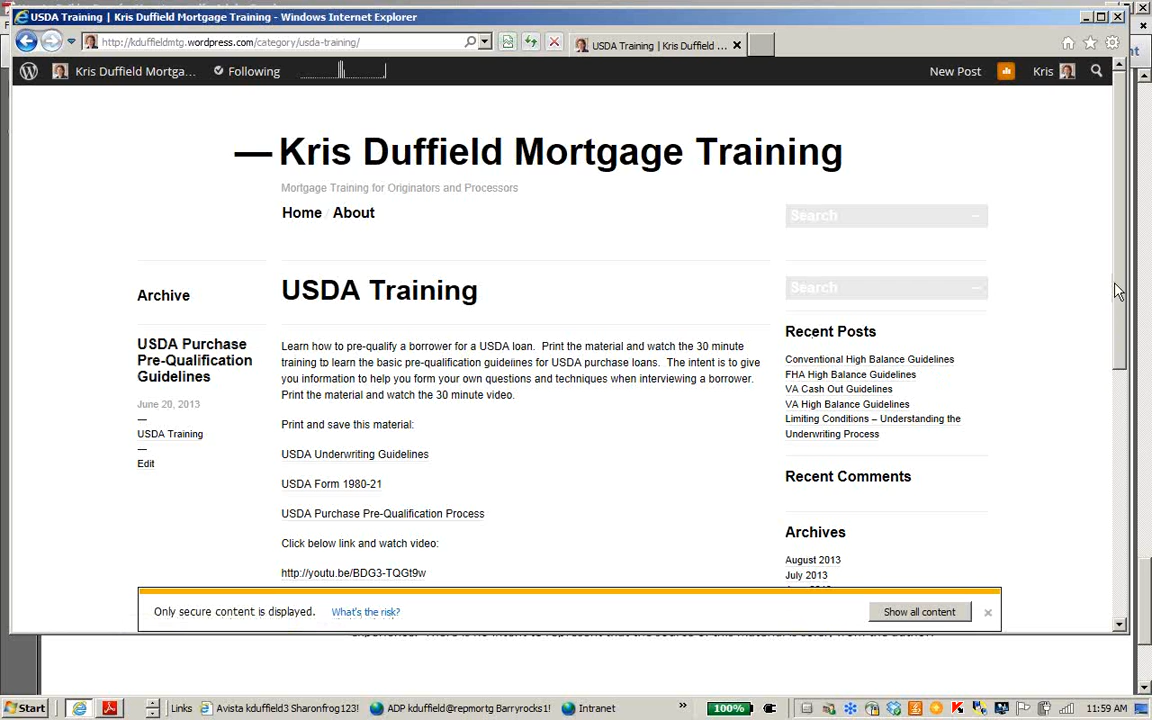 USDA Training | Kris Duffield Mortgage Training - Windows Internet Explorer
http://kduffieldmtg.wordpress.com/category/usda-training/
USDA Training | Kris Duffield ...
Kris Duffield Mortga...
Following
New Post
Kris
Kris Duffield Mortgage Training
Mortgage Training for Originators and Processors
Home / About
Search
Search
Archive
USDA Training
USDA Purchase
Pre-Qualification
Guidelines
June 20, 2013
USDA Training
Edit
Learn how to pre-qualify a borrower for a USDA loan. Print the material and watch the 30 minute
training to learn the basic pre-qualification guidelines for USDA purchase loans. The intent is to give
you information to help you form your own questions and techniques when interviewing a borrower.
Print the material and watch the 30 minute video.
Print and save this material:
USDA Underwriting Guidelines
USDA Form 1980-21
USDA Purchase Pre-Qualification Process
Click below link and watch video:
http://youtu.be/BDG3-TQGt9w
Recent Posts
Conventional High Balance Guidelines
FHA High Balance Guidelines
VA Cash Out Guidelines
VA High Balance Guidelines
Limiting Conditions – Understanding the
Underwriting Process
Recent Comments
Archives
August 2013
July 2013
Only secure content is displayed.
What's the risk?
Show all content
Start
Links
Avista kduffield3 Sharonfrog123!
ADP kduffield@repmortg Barryrocks1!
Intranet
100%
11:59 AM